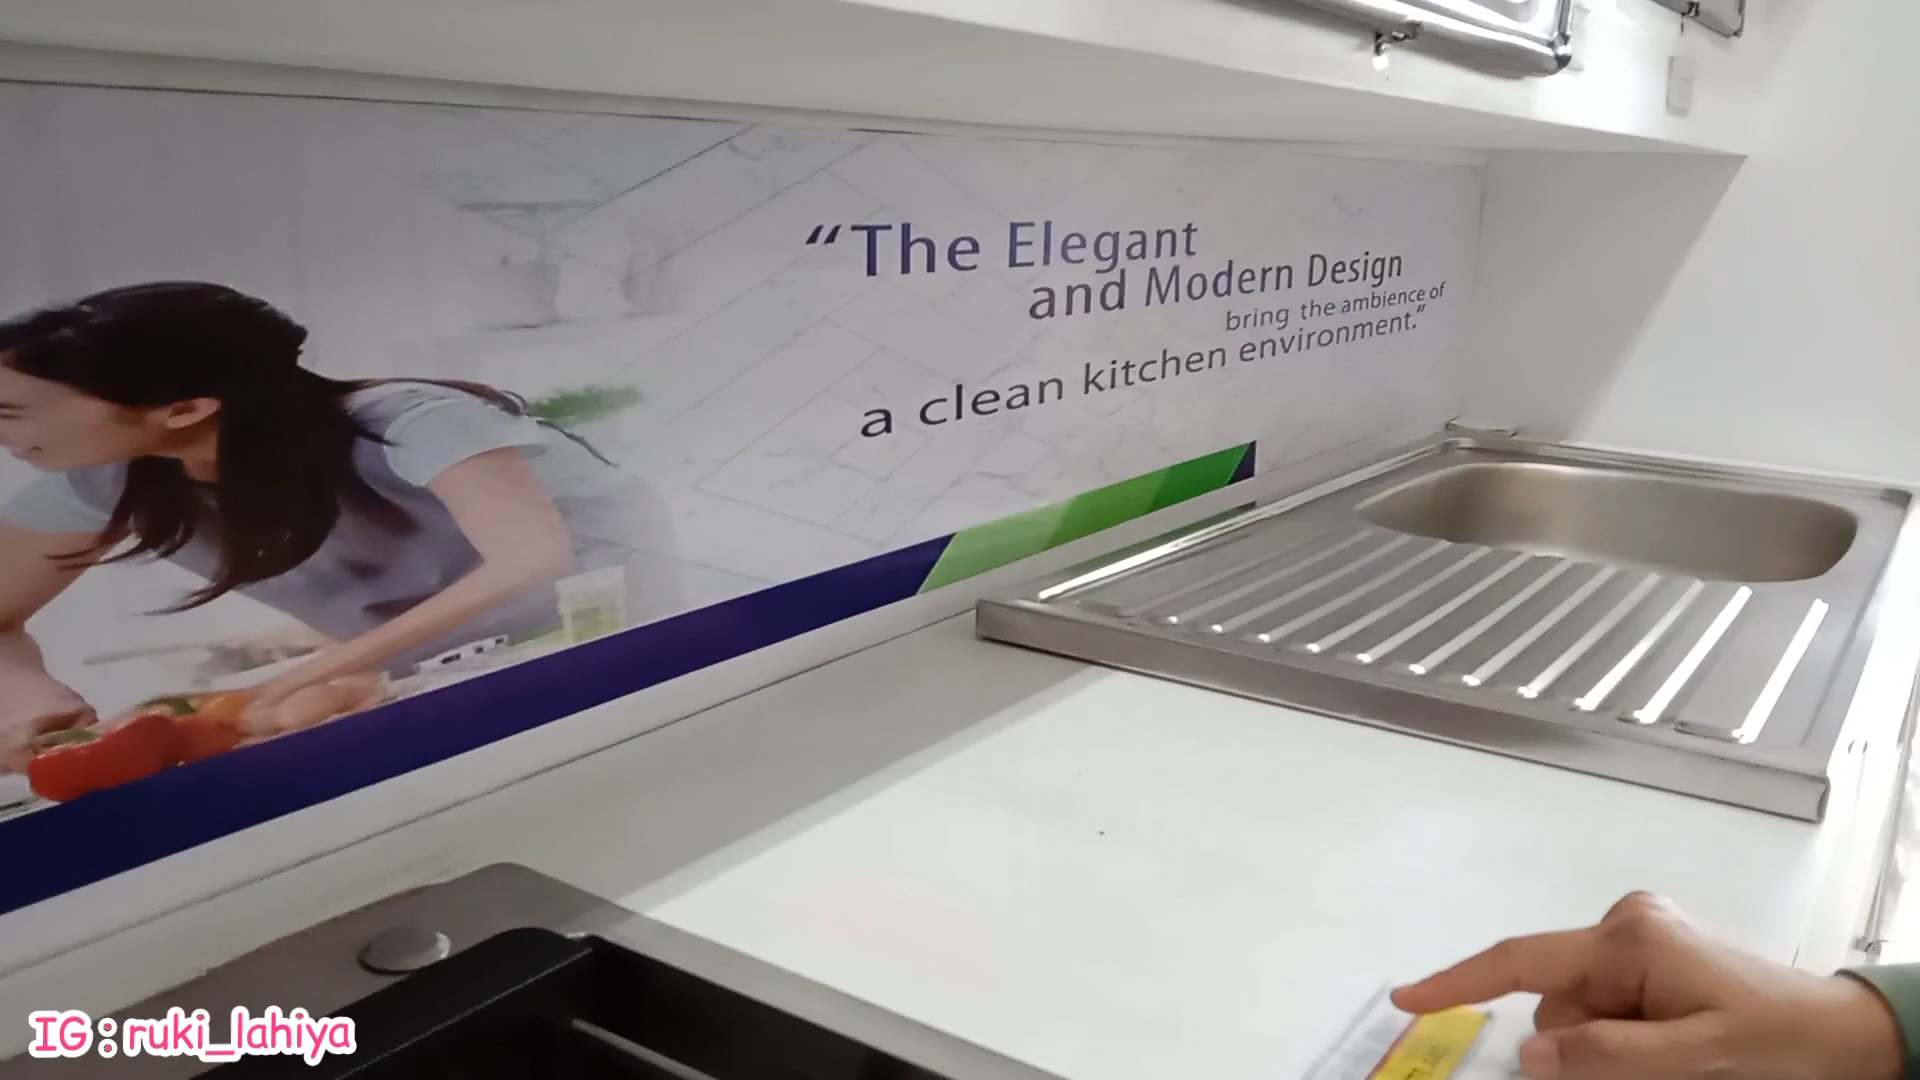 “The Elegant
and Modern Design
bring the ambience of
a clean kitchen environment.”
IG : ruki_lahiya